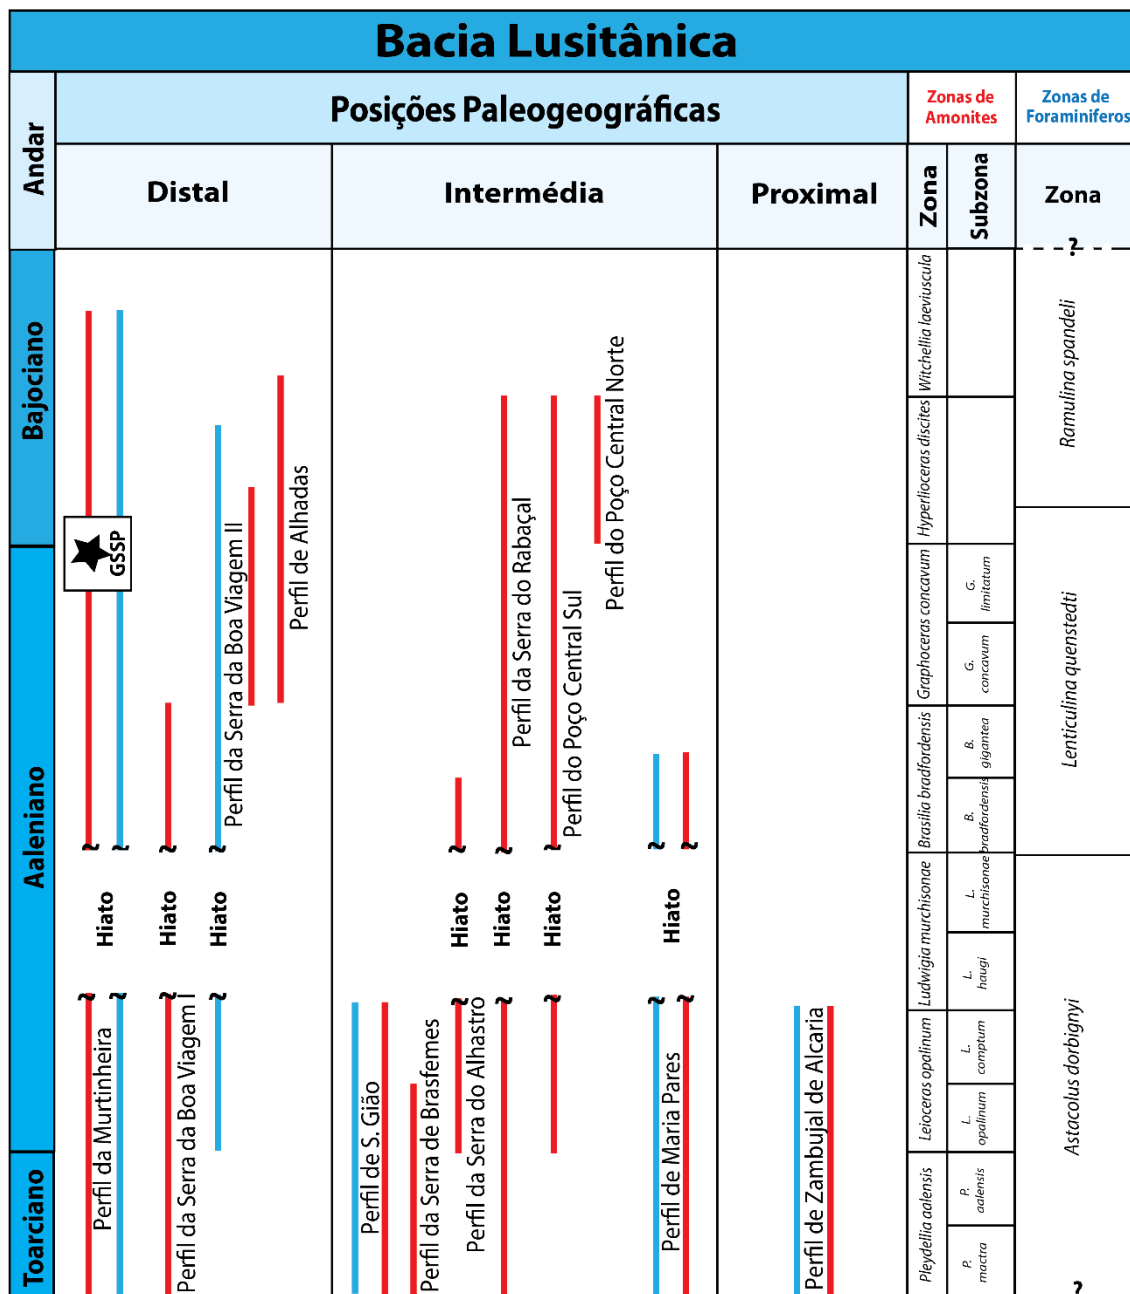 Bacia Lusitânica
Andar
Posições Paleogeográficas
Zonas de
Amonites
Zonas de
Foraminiferos
Distal
Intermédia
Proximal
Zona
Subzona
Zona
?
Bajociano
Aaleniano
Toarciano
GSSP
Perfil da Serra da Boa Viagem II
Perfil de Alhadas
Perfil da Serra do Rabaçal
Perfil do Poço Central Sul
Perfil do Poço Central Norte
Hiato
Hiato
Hiato
Hiato
Hiato
Hiato
Hiato
Perfil da Murtinheira
Perfil da Serra da Boa Viagem I
Perfil de S. Gião
Perfil da Serra de Brasfemes
Perfil da Serra do Alhastro
Perfil de Maria Pares
Perfil de Zambujal de Alcaria
Witchellia laeviuscula
Hyperlioceras discites
Graphoceras concavum
Brasilia bradfordensis
Ludwigia murchisonae
Leioceras opalinum
Pleydellia aalensis
G.
limitatum
G.
concavum
B.
gigantea
B.
bradfordensis
L.
murchisonae
L.
haugi
L.
comptum
L.
opalinum
P.
aalensis
P.
mactra
Ramulina spandeli
Lenticulina quenstedti
Astacolus dorbignyi
?